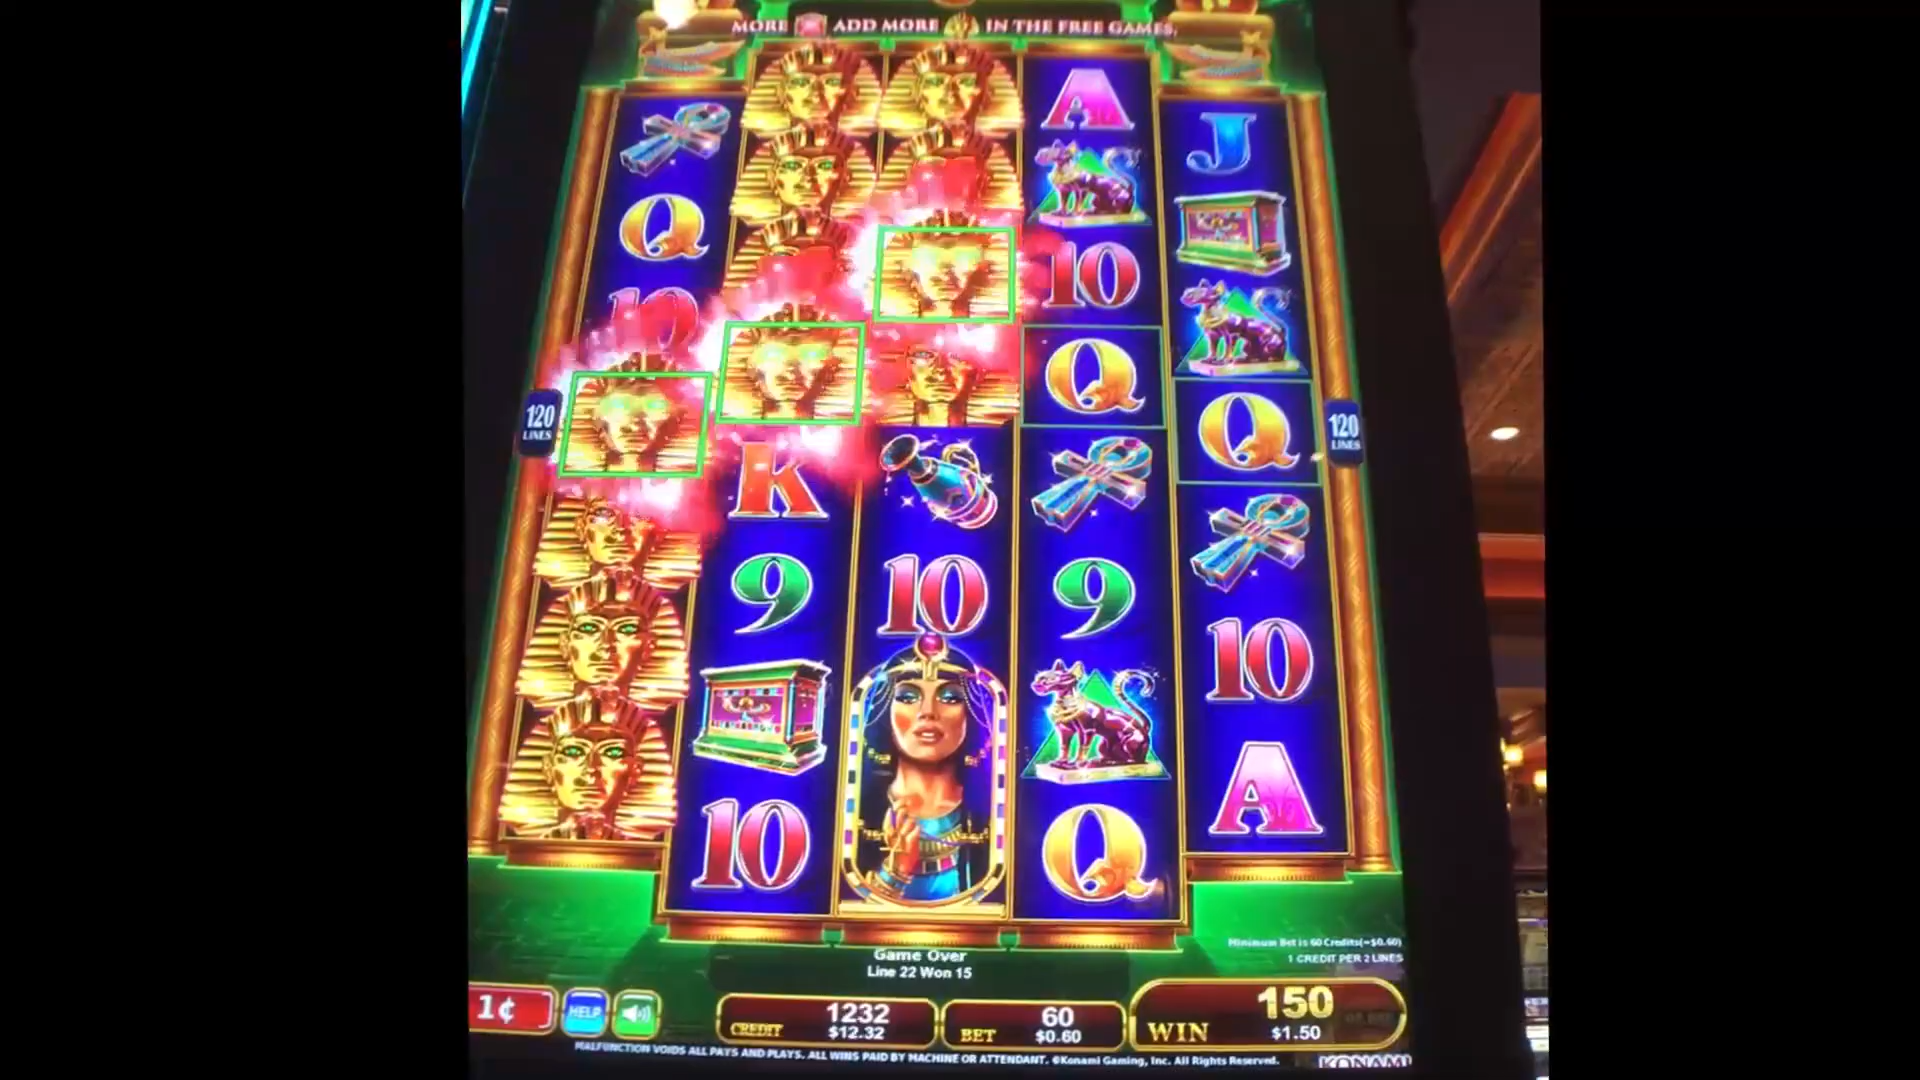 MORE ADD MORE IN THE FREE GAMES.
A
J
Q
10
10
Q
Q
120 LINES
120 LINES
K
9
10
9
10
10
Q
A
Minimum Bet is 60 Credits(=$0.60)
1 CREDIT PER 2 LINES
Game Over
Line 22 Won 15
1¢
HELP
1232
CREDIT $12.32
60
BET $0.60
150
WIN $1.50
MALFUNCTION VOIDS ALL PAYS AND PLAYS. ALL WINS PAID BY MACHINE OR ATTENDANT. ©Konami Gaming, Inc. All Rights Reserved.
KONAMI